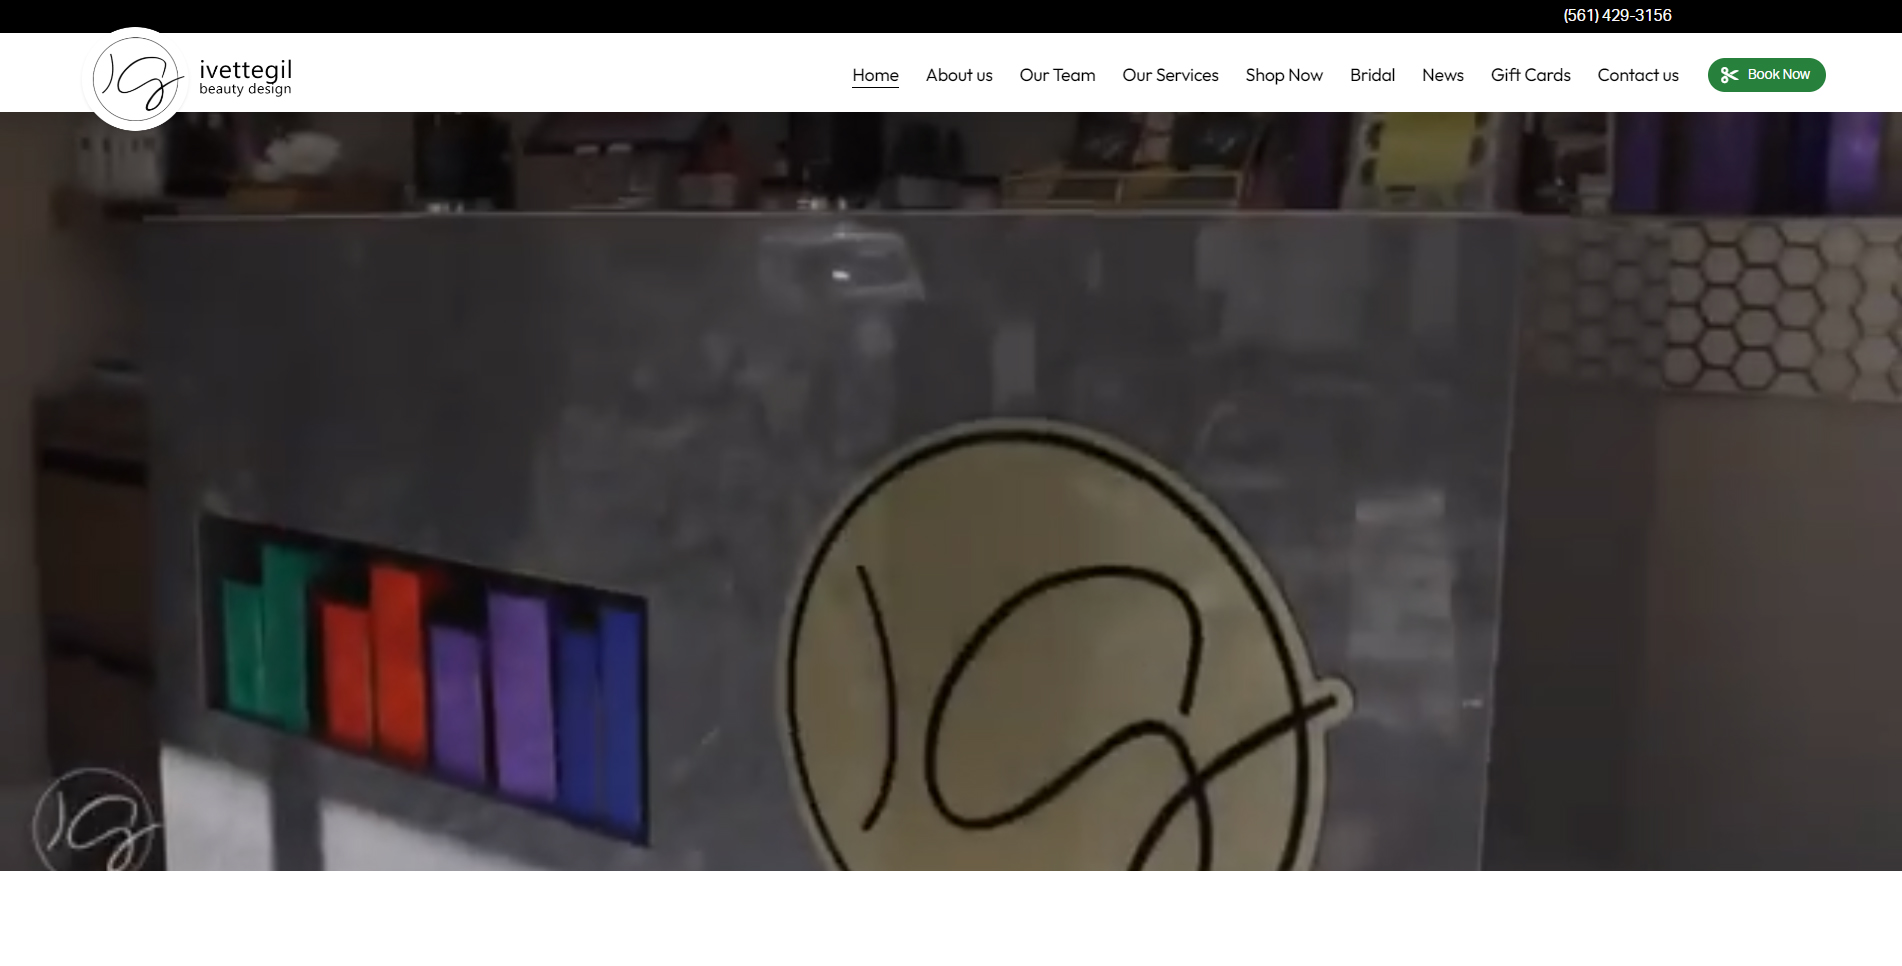 (561) 429-3156
ivettegil
beauty design
Home
About us
Our Team
Our Services
Shop Now
Bridal
News
Gift Cards
Contact us
Book Now